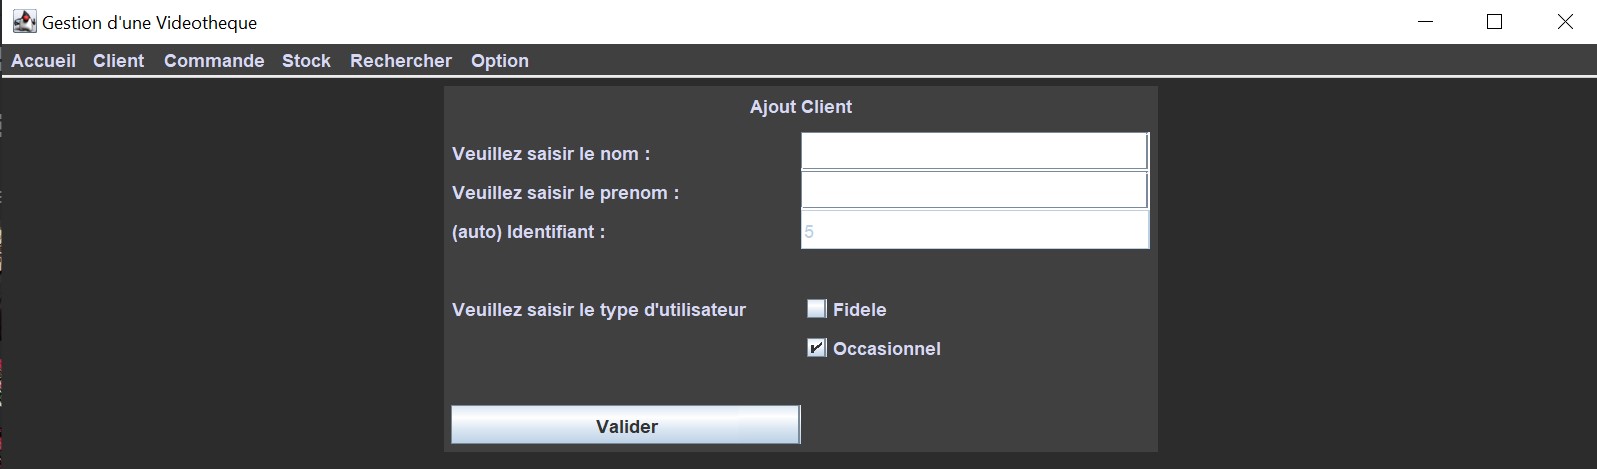 Gestion d'une Videotheque
Accueil Client Commande Stock Rechercher Option
Ajout Client
Veuillez saisir le nom :
Veuillez saisir le prenom :
(auto) Identifiant : 5
Veuillez saisir le type d'utilisateur Fidele
Occasionnel
Valider